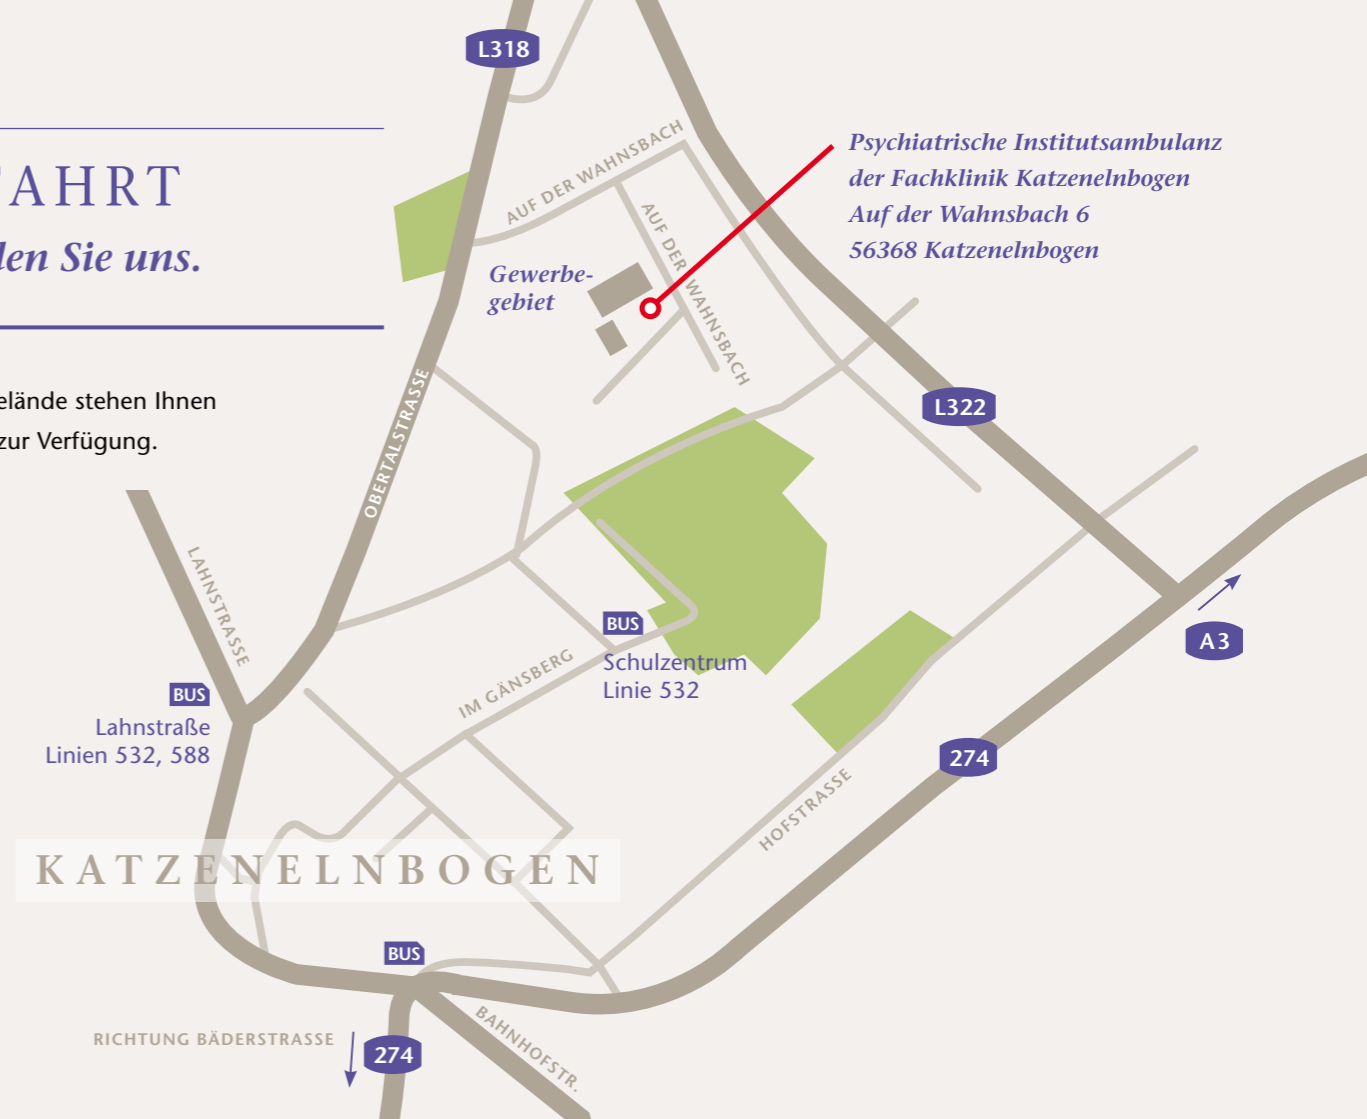 L318
AHRT
den Sie uns.
elände stehen Ihnen
zur Verfügung.
AUF DER WAHNSBACH
AUF DER WAHNSBACH
Psychiatrische Institutsambulanz
der Fachklinik Katzenelnbogen
Auf der Wahnsbach 6
56368 Katzenelnbogen
Gewerbe-
gebiet
OBERTALSTRASSE
L322
LAHNSTRASSE
BUS
Lahnstraße
Linien 532, 588
BUS
Schulzentrum
Linie 532
IM GÄNSBERG
A3
274
HOFSTRASSE
KATZENELNBOGEN
BUS
RICHTUNG BÄDERSTRASSE
274
BAHNHOFSTR.